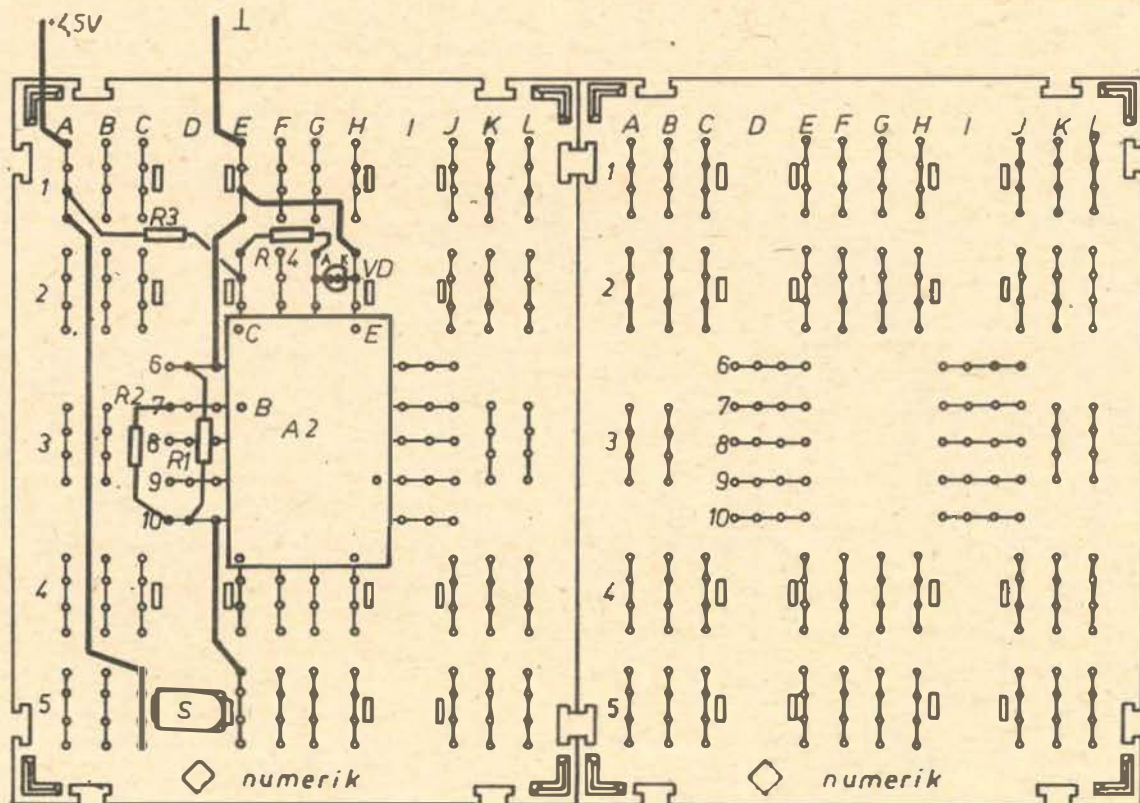 +4,5V ⊥
A B C D E F G H I J K L A B C D E F G H I J K L
1 1
R3
R 4 A K VD
2 2
C E
6 6
R2 7 B 7
3 8 A2 3 8
R1
9 9
10 10
4 4
5 S 5
numerik numerik